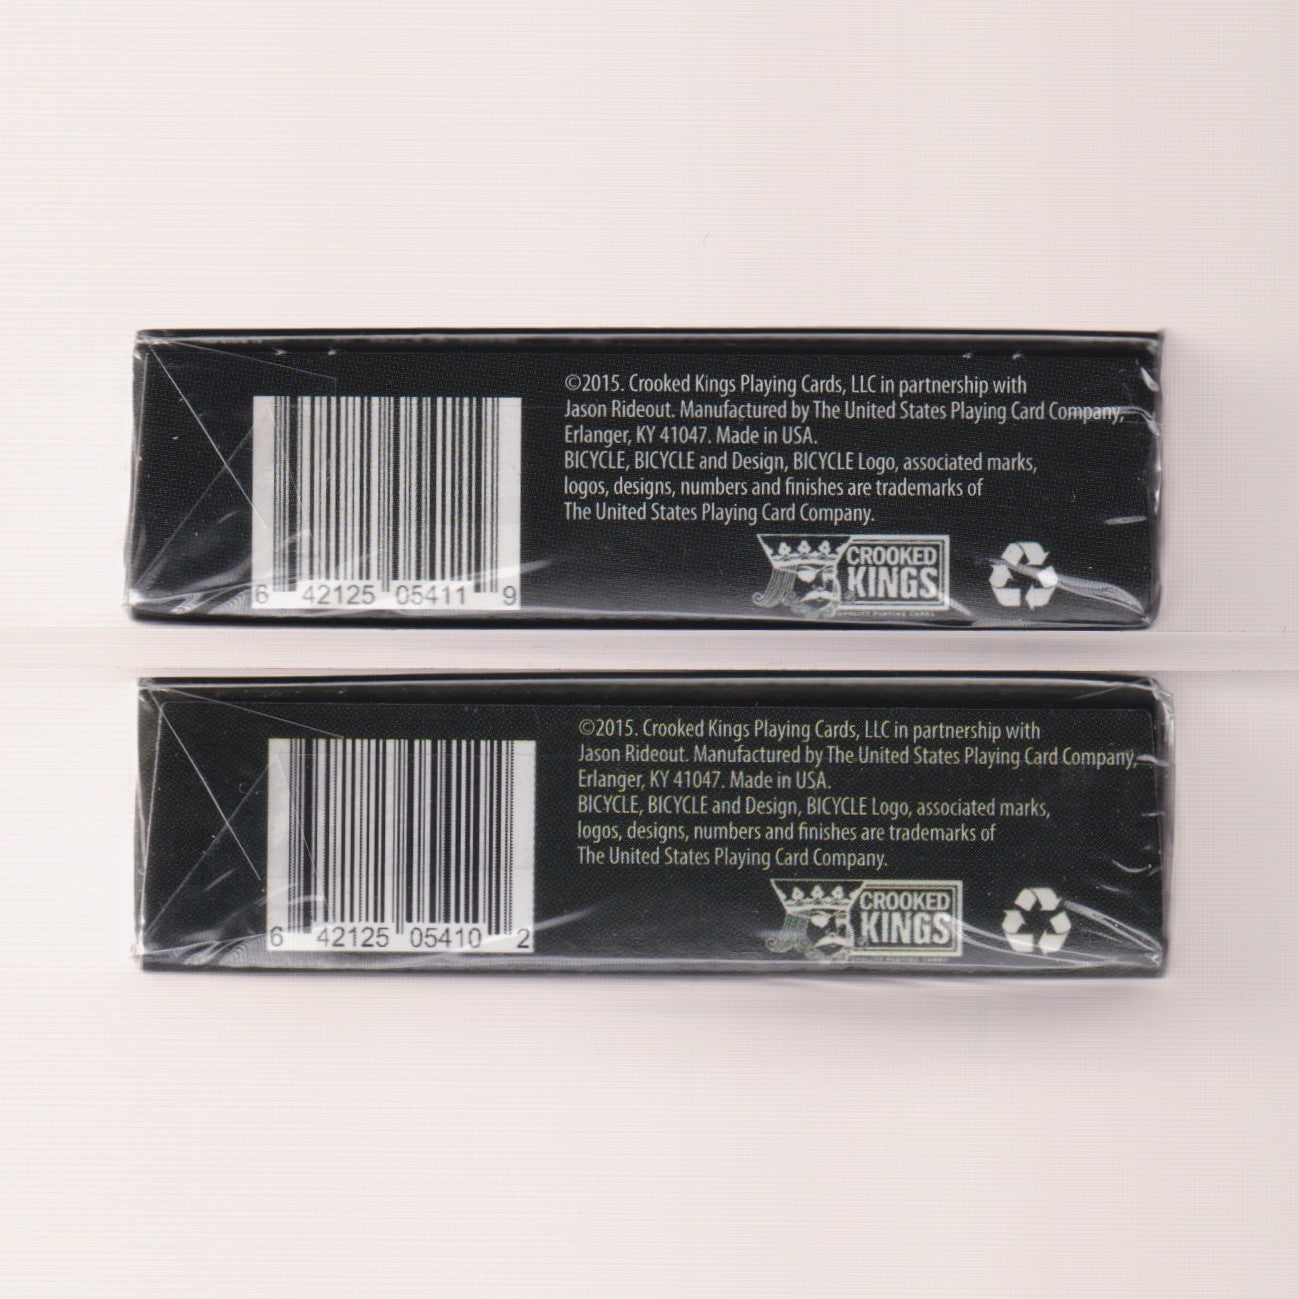 ©2015. Crooked Kings Playing Cards, LLC in partnership with
Jason Rideout. Manufactured by The United States Playing Card Company,
Erlanger, KY 41047. Made in USA.
BICYCLE, BICYCLE and Design, BICYCLE Logo, associated marks,
logos, designs, numbers and finishes are trademarks of
The United States Playing Card Company.
CROOKED
KINGS
6 42125 05411 9
©2015. Crooked Kings Playing Cards, LLC in partnership with
Jason Rideout. Manufactured by The United States Playing Card Company,
Erlanger, KY 41047. Made in USA.
BICYCLE, BICYCLE and Design, BICYCLE Logo, associated marks,
logos, designs, numbers and finishes are trademarks of
The United States Playing Card Company.
CROOKED
KINGS
6 42125 05410 2